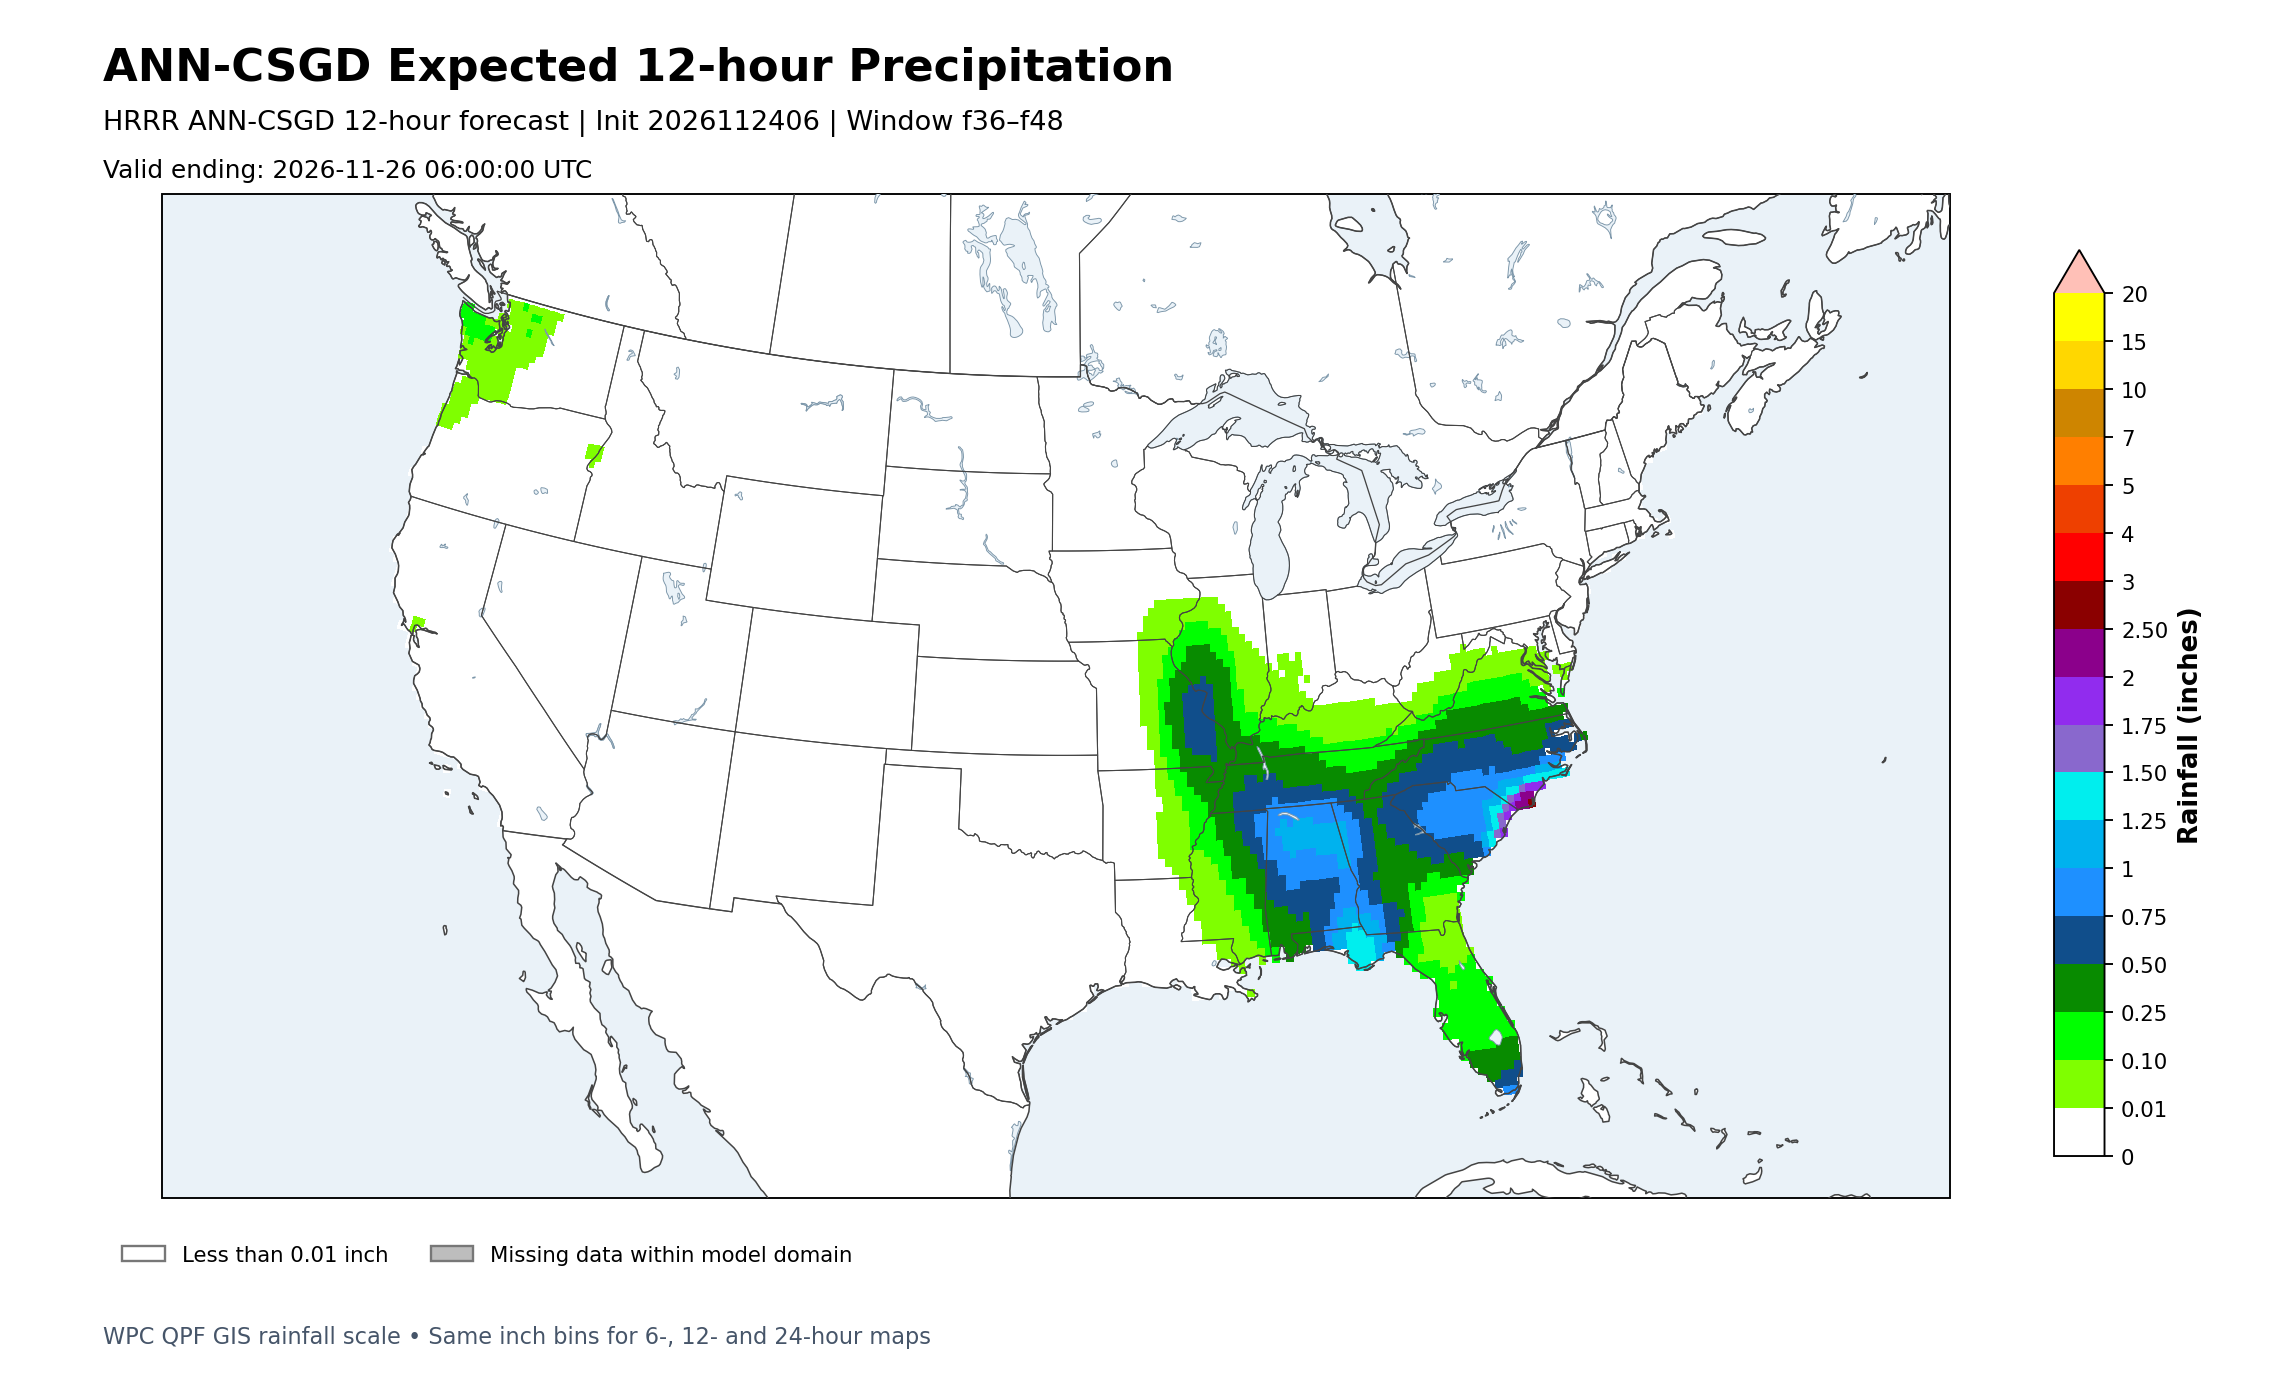 ANN-CSGD Expected 12-hour Precipitation
HRRR ANN-CSGD 12-hour forecast | Init 2026112406 | Window f36–f48
Valid ending: 2026-11-26 06:00:00 UTC
20
15
10
7
5
4
3
2.50
2
1.75
1.50
1.25
1
0.75
0.50
0.25
0.10
0.01
0
Rainfall (inches)
Less than 0.01 inch
Missing data within model domain
WPC QPF GIS rainfall scale • Same inch bins for 6-, 12- and 24-hour maps